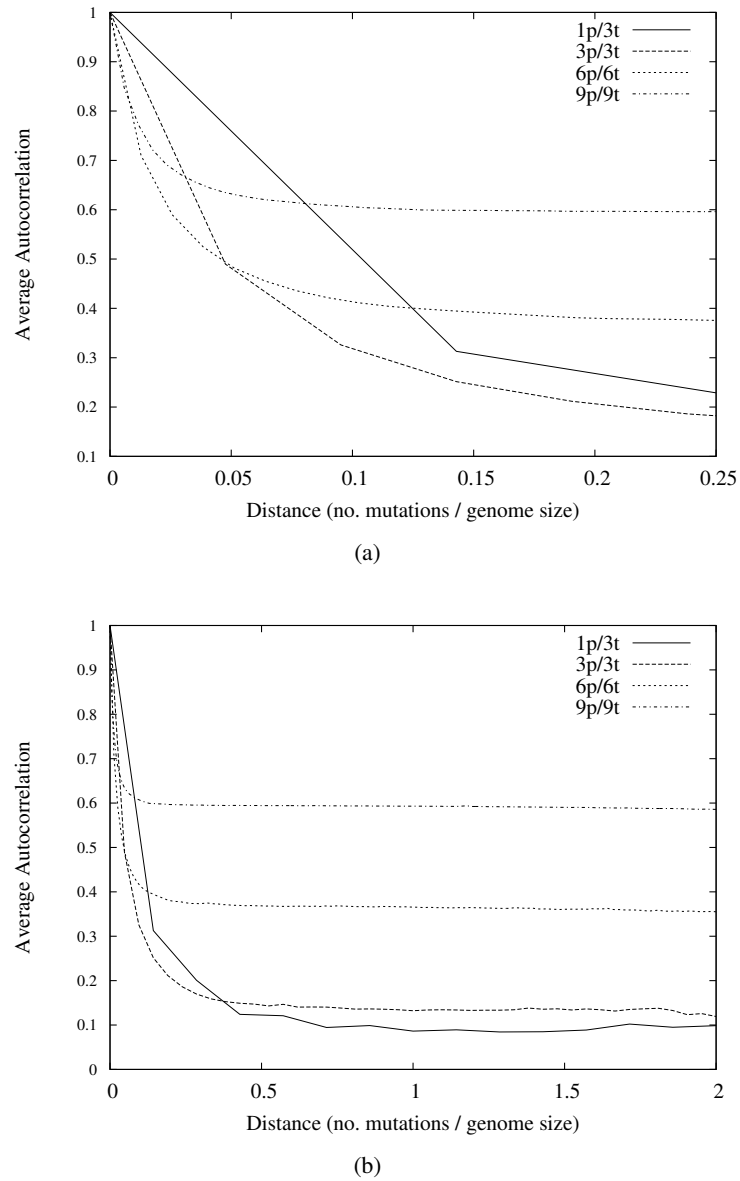 1
0.9
0.8
0.7
0.6
0.5
0.4
0.3
0.2
0.1
Average Autocorrelation
1p/3t
3p/3t
6p/6t
9p/9t
0 0.05 0.1 0.15 0.2 0.25
Distance (no. mutations / genome size)
(a)
1
0.9
0.8
0.7
0.6
0.5
0.4
0.3
0.2
0.1
0
Average Autocorrelation
1p/3t
3p/3t
6p/6t
9p/9t
0 0.5 1 1.5 2
Distance (no. mutations / genome size)
(b)